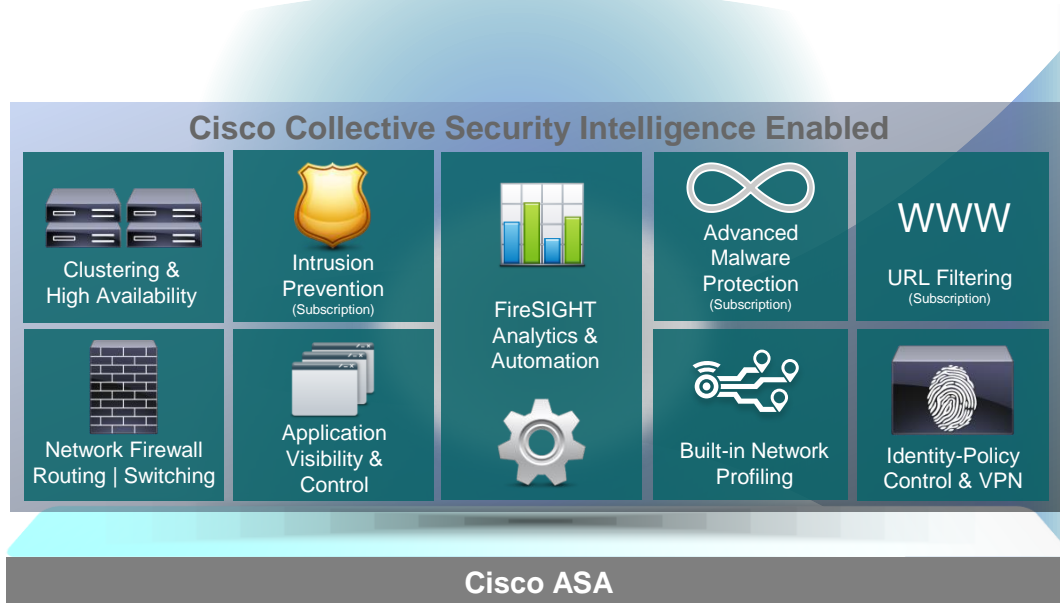 Cisco Collective Security Intelligence Enabled
Clustering &
High Availability
Intrusion
Prevention
(Subscription)
FireSIGHT
Analytics &
Automation
Advanced
Malware
Protection
(Subscription)
WWW
URL Filtering
(Subscription)
Network Firewall
Routing | Switching
Application
Visibility &
Control
Built-in Network
Profiling
Identity-Policy
Control & VPN
Cisco ASA